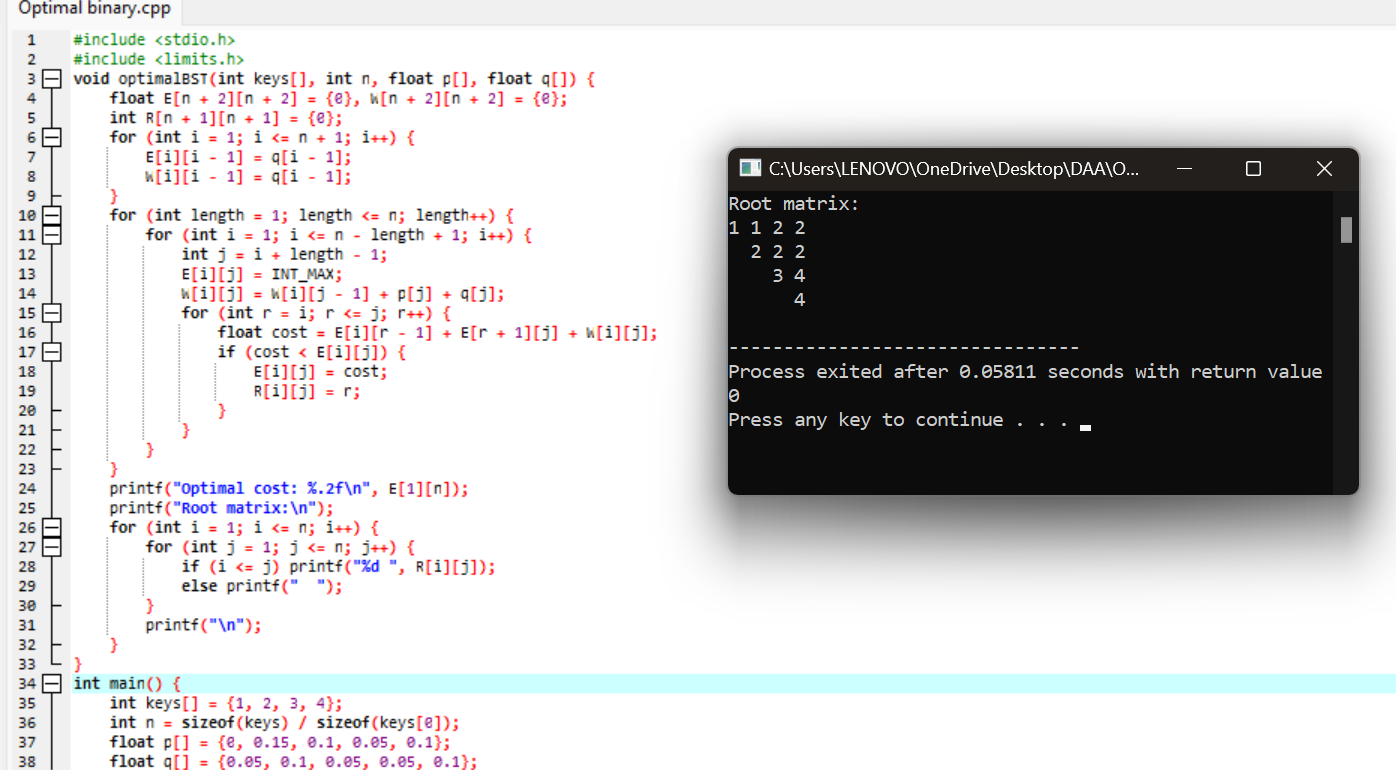 Optimal binary.cpp
1 #include <stdio.h>
2 #include <limits.h>
3 void optimalBST(int keys[], int n, float p[], float q[]) {
4     float E[n + 2][n + 2] = {0}, W[n + 2][n + 2] = {0};
5     int R[n + 1][n + 1] = {0};
6     for (int i = 1; i <= n + 1; i++) {
7         E[i][i - 1] = q[i - 1];
8         W[i][i - 1] = q[i - 1];
9     }
10     for (int length = 1; length <= n; length++) {
11         for (int i = 1; i <= n - length + 1; i++) {
12             int j = i + length - 1;
13             E[i][j] = INT_MAX;
14             W[i][j] = W[i][j - 1] + p[j] + q[j];
15             for (int r = i; r <= j; r++) {
16                 float cost = E[i][r - 1] + E[r + 1][j] + W[i][j];
17                 if (cost < E[i][j]) {
18                     E[i][j] = cost;
19                     R[i][j] = r;
20                 }
21             }
22         }
23     }
24     printf("Optimal cost: %.2f\n", E[1][n]);
25     printf("Root matrix:\n");
26     for (int i = 1; i <= n; i++) {
27         for (int j = 1; j <= n; j++) {
28             if (i <= j) printf("%d ", R[i][j]);
29             else printf("  ");
30         }
31         printf("\n");
32     }
33 }
34 int main() {
35     int keys[] = {1, 2, 3, 4};
36     int n = sizeof(keys) / sizeof(keys[0]);
37     float p[] = {0, 0.15, 0.1, 0.05, 0.1};
38     float q[] = {0.05, 0.1, 0.05, 0.05, 0.1};
C:\Users\LENOVO\OneDrive\Desktop\DAA\O...
Root matrix:
1 1 2 2
  2 2 2
    3 4
      4
--------------------------------
Process exited after 0.05811 seconds with return value
0
Press any key to continue . . .